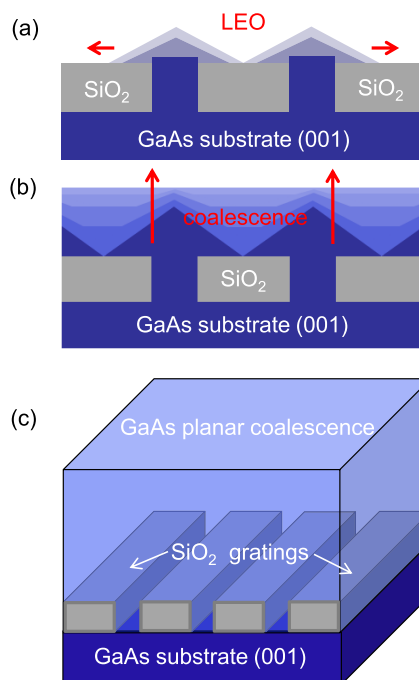 (a)
LEO
SiO₂
SiO₂
GaAs substrate (001)
(b)
coalescence
SiO₂
GaAs substrate (001)
(c)
GaAs planar coalescence
SiO₂ gratings
GaAs substrate (001)